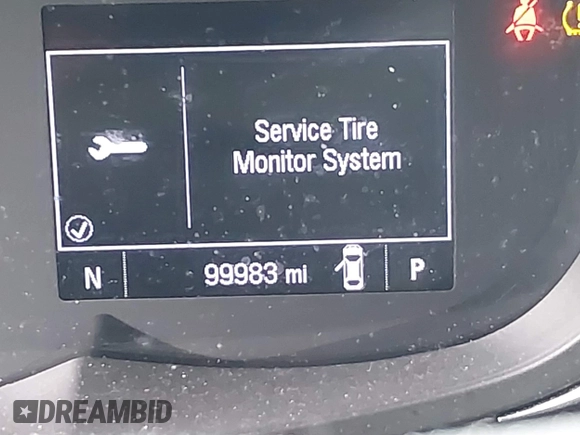 Service Tire
Monitor System
N 99983 mi P
DREAMBID